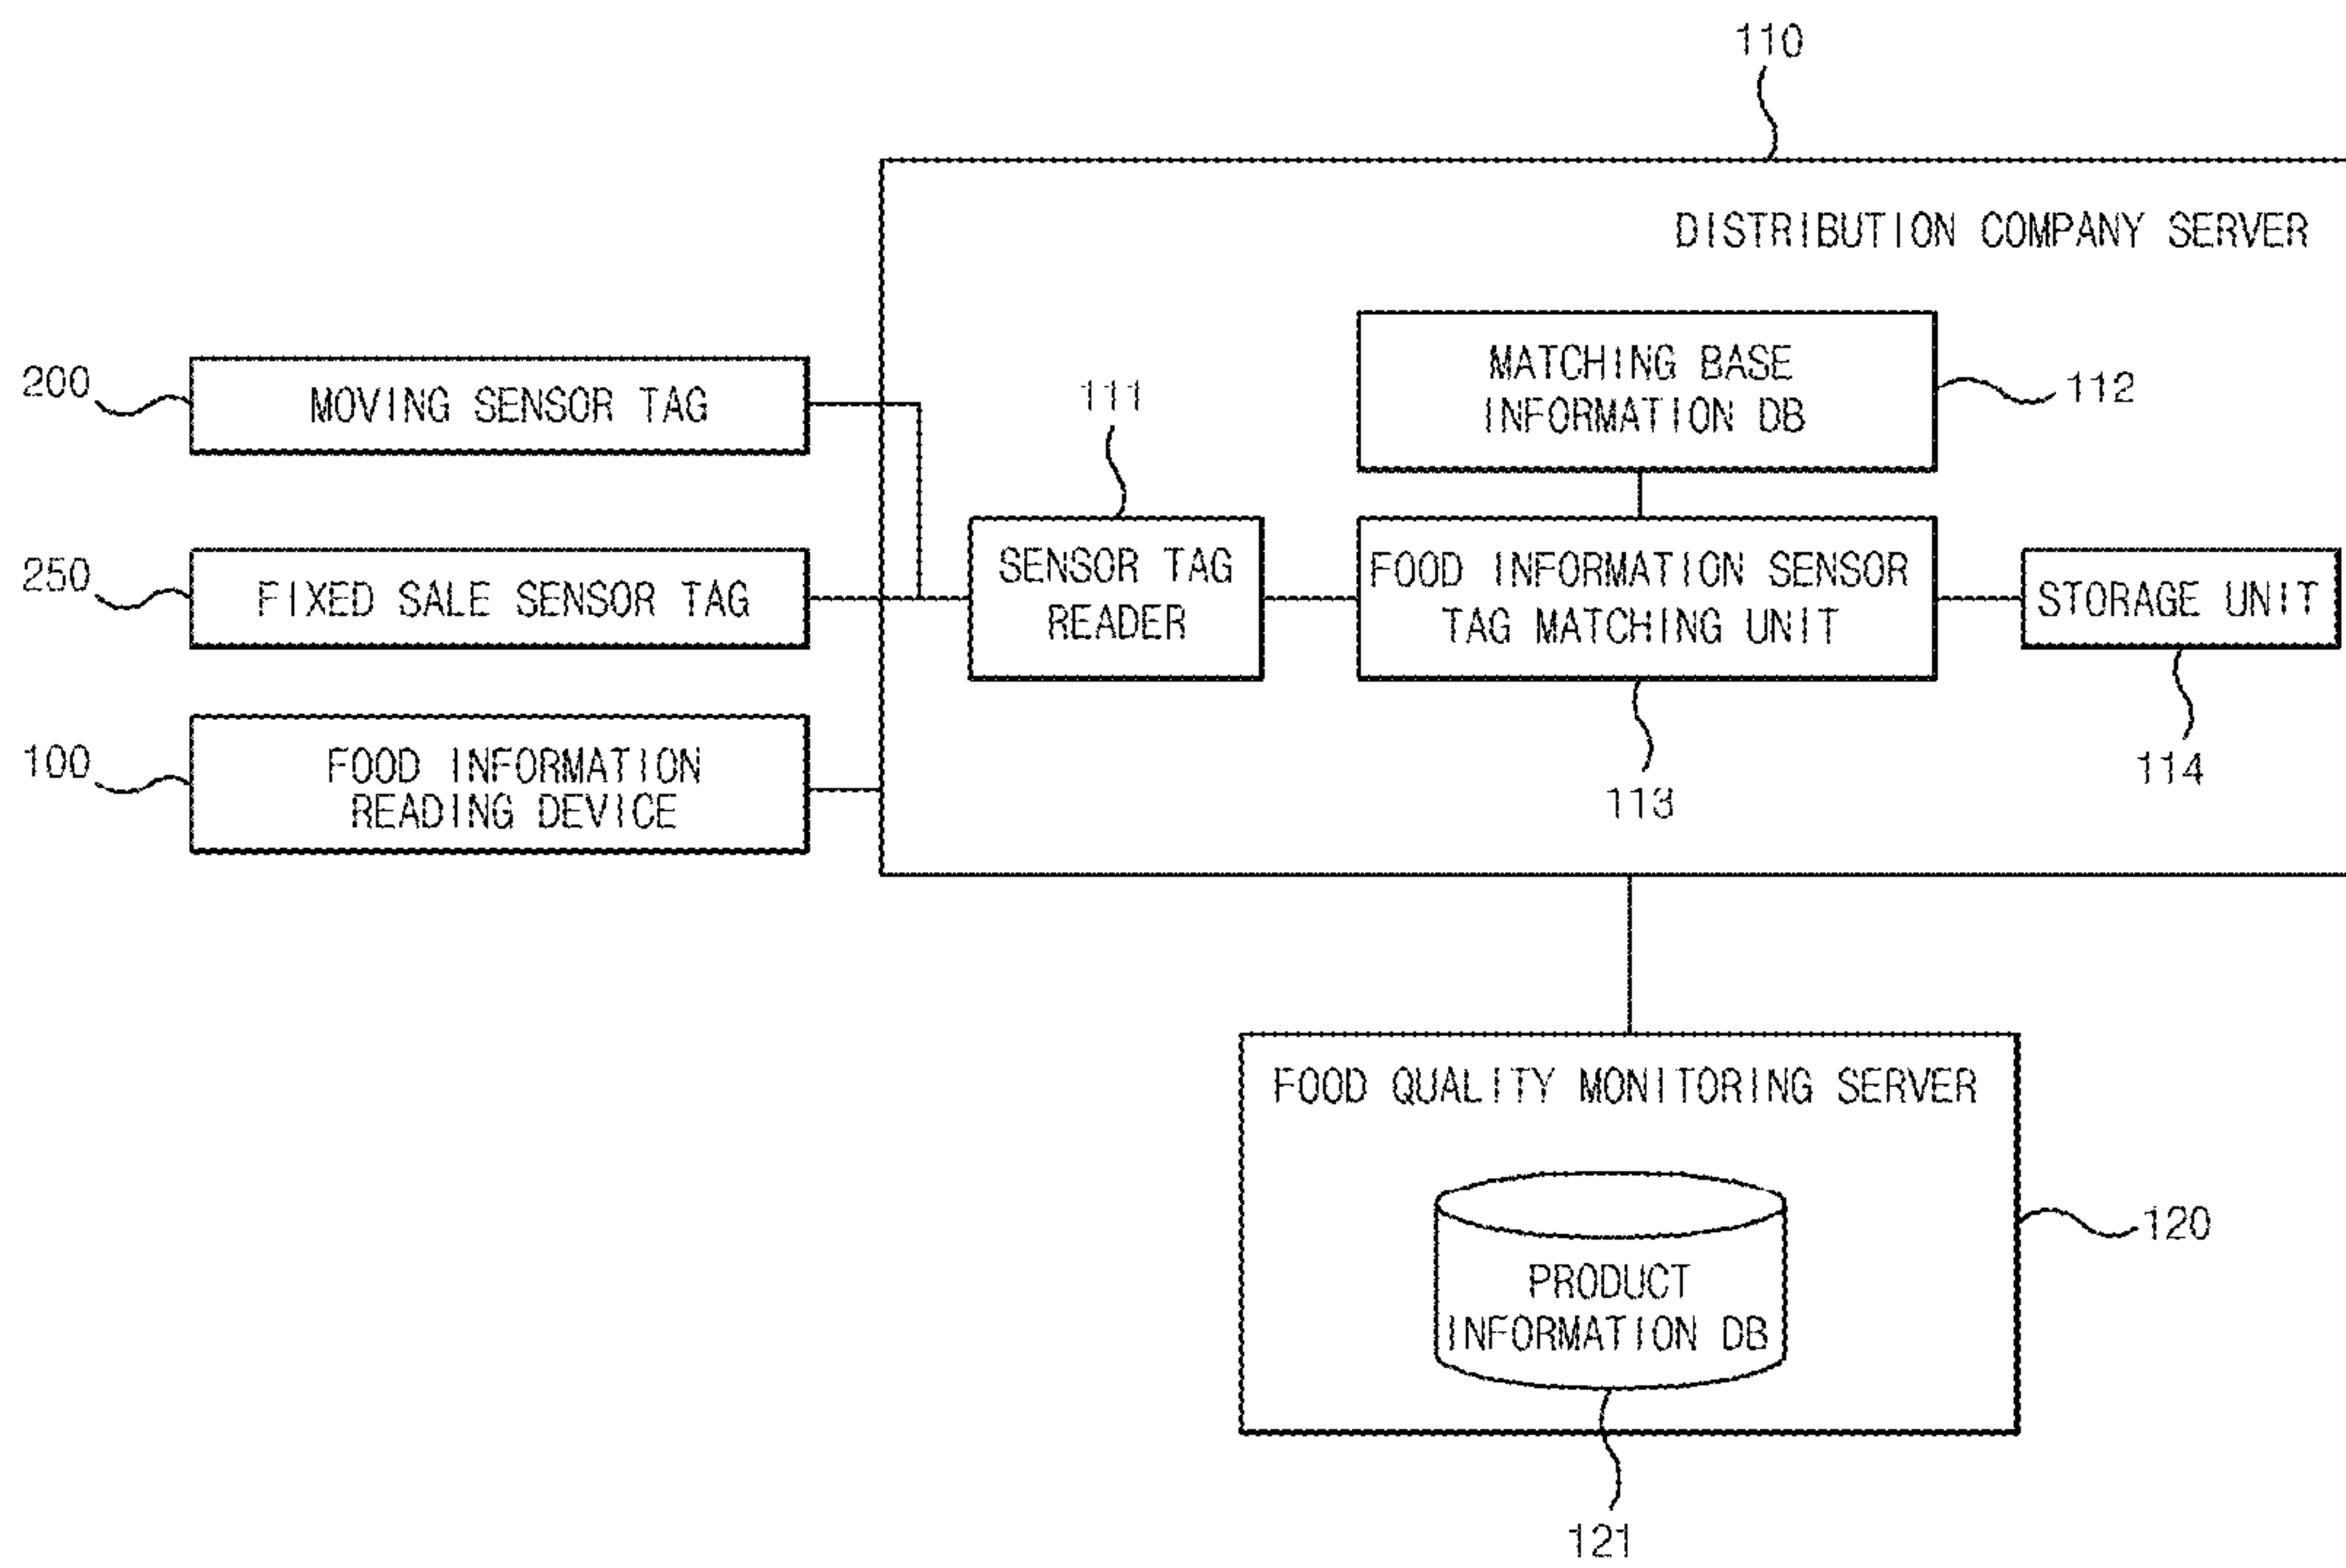 110
DISTRIBUTION COMPANY SERVER
MATCHING BASE
INFORMATION DB
112
200
MOVING SENSOR TAG
111
SENSOR TAG
READER
FOOD INFORMATION SENSOR
TAG MATCHING UNIT
STORAGE UNIT
250
FIXED SALE SENSOR TAG
100
FOOD INFORMATION
READING DEVICE
113
114
FOOD QUALITY MONITORING SERVER
120
PRODUCT
INFORMATION DB
121